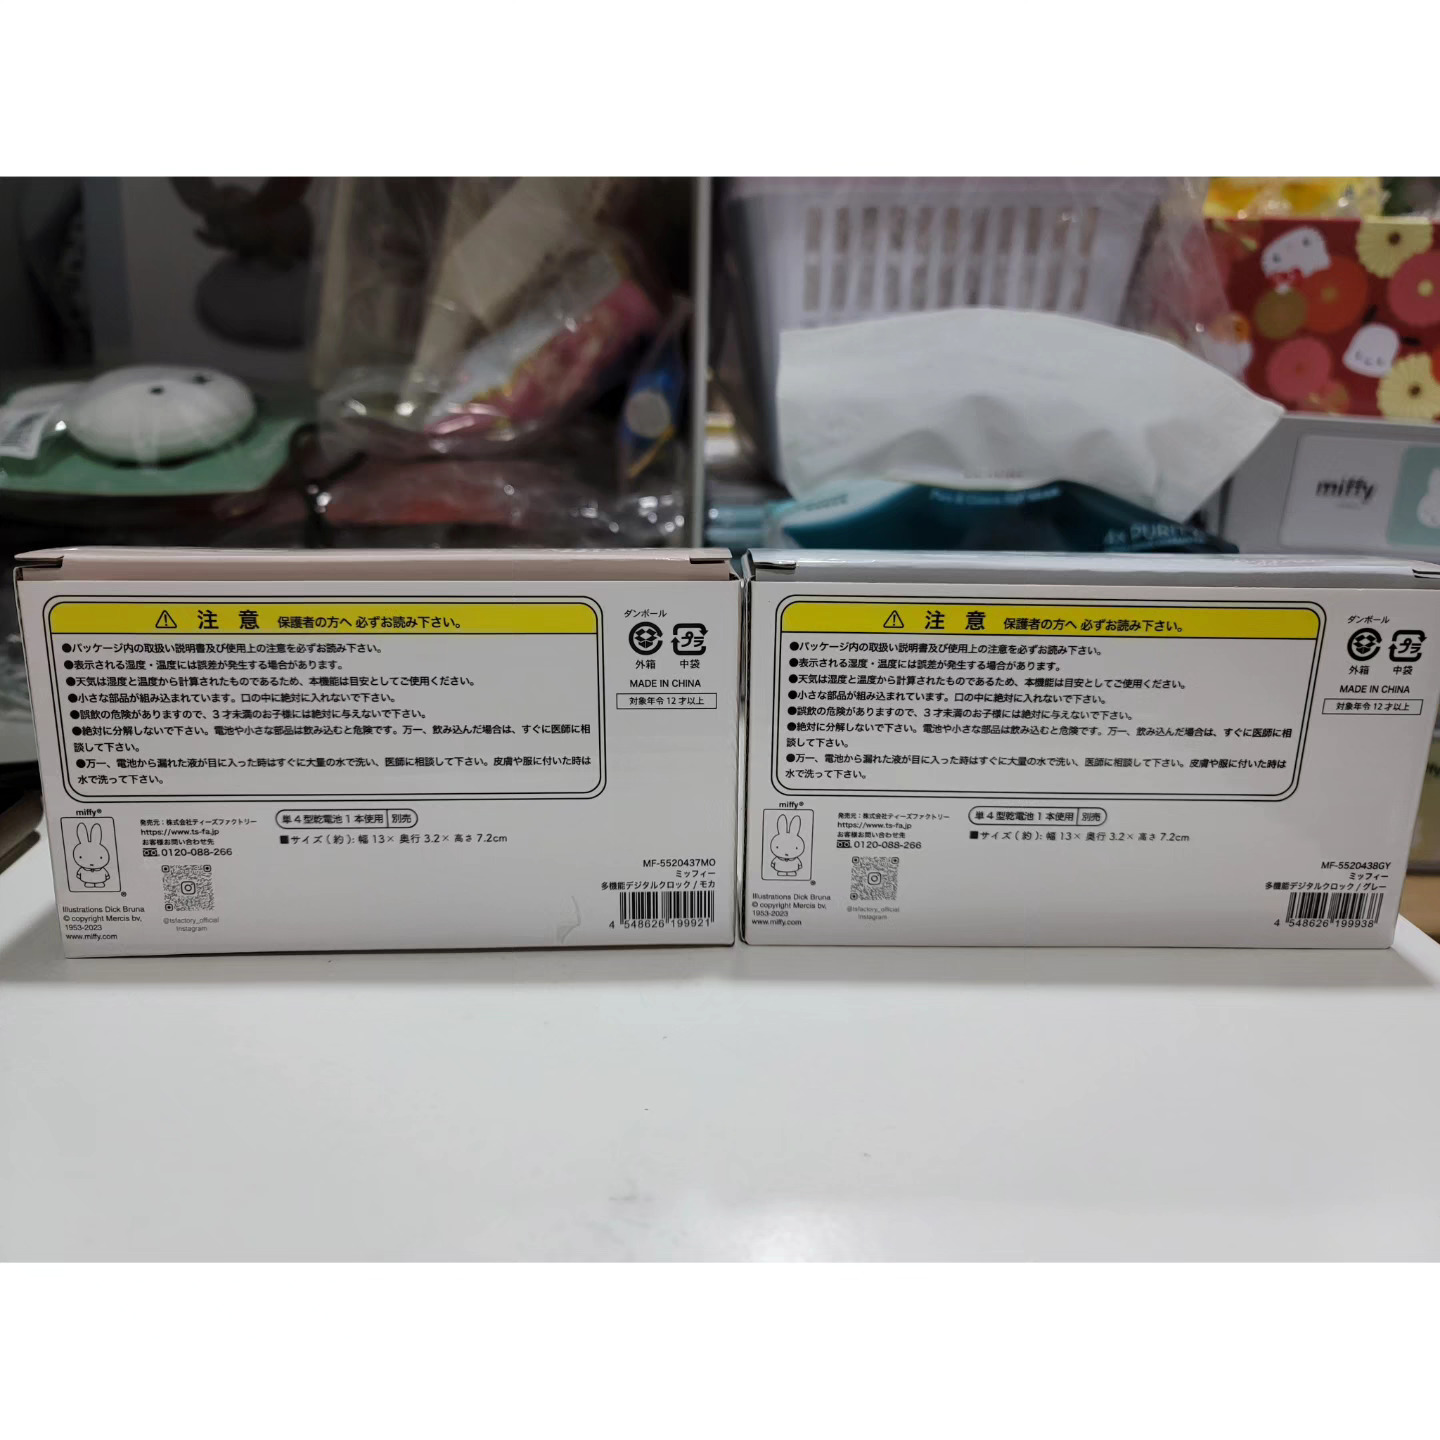 miffy
⚠ 注意 保護者の方へ 必ずお読み下さい。
●パッケージ内の取扱い説明書及び使用上の注意を必ずお読み下さい。
●表示される湿度・温度には誤差が発生する場合があります。
●天気は湿度と温度から計算されたものであるため、本機能は目安としてご使用ください。
●小さな部品が組み込まれています。口の中に絶対に入れないで下さい。
●誤飲の危険がありますので、3才未満のお子様には絶対に与えないで下さい。
●絶対に分解しないで下さい。電池や小さな部品は飲み込むと危険です。万一、飲み込んだ場合は、すぐに医師に相
談して下さい。
●万一、電池から漏れた液が目に入った時はすぐに大量の水で洗い、医師に相談して下さい。皮膚や服に付いた時は
水で洗って下さい。
ダンボール
プラ
外箱 中袋
MADE IN CHINA
対象年令12才以上
miffy®
発売元：株式会社ティーズファクトリー
https://www.ts-fa.jp
お客様お問い合わせ先
0120-088-266
@tsfactory_official
Instagram
単4型乾電池1本使用 別売
■サイズ(約):幅13×奥行3.2×高さ7.2cm
®
Illustrations Dick Bruna
© copyright Mercis bv,
1953-2023
www.miffy.com
MF-5520437MO
ミッフィー
多機能デジタルクロック/モカ
4 548626 199921
⚠ 注意 保護者の方へ 必ずお読み下さい。
●パッケージ内の取扱い説明書及び使用上の注意を必ずお読み下さい。
●表示される湿度・温度には誤差が発生する場合があります。
●天気は湿度と温度から計算されたものであるため、本機能は目安としてご使用ください。
●小さな部品が組み込まれています。口の中に絶対に入れないで下さい。
●誤飲の危険がありますので、3才未満のお子様には絶対に与えないで下さい。
●絶対に分解しないで下さい。電池や小さな部品は飲み込むと危険です。万一、飲み込んだ場合は、すぐに医師に相
談して下さい。
●万一、電池から漏れた液が目に入った時はすぐに大量の水で洗い、医師に相談して下さい。皮膚や服に付いた時は
水で洗って下さい。
ダンボール
プラ
外箱 中袋
MADE IN CHINA
対象年令12才以上
miffy®
発売元：株式会社ティーズファクトリー
https://www.ts-fa.jp
お客様お問い合わせ先
0120-088-266
@tsfactory_official
Instagram
単4型乾電池1本使用 別売
■サイズ(約):幅13×奥行3.2×高さ7.2cm
®
Illustrations Dick Bruna
© copyright Mercis bv,
1953-2023
www.miffy.com
MF-5520438GY
ミッフィー
多機能デジタルクロック/グレー
4 548626 199938